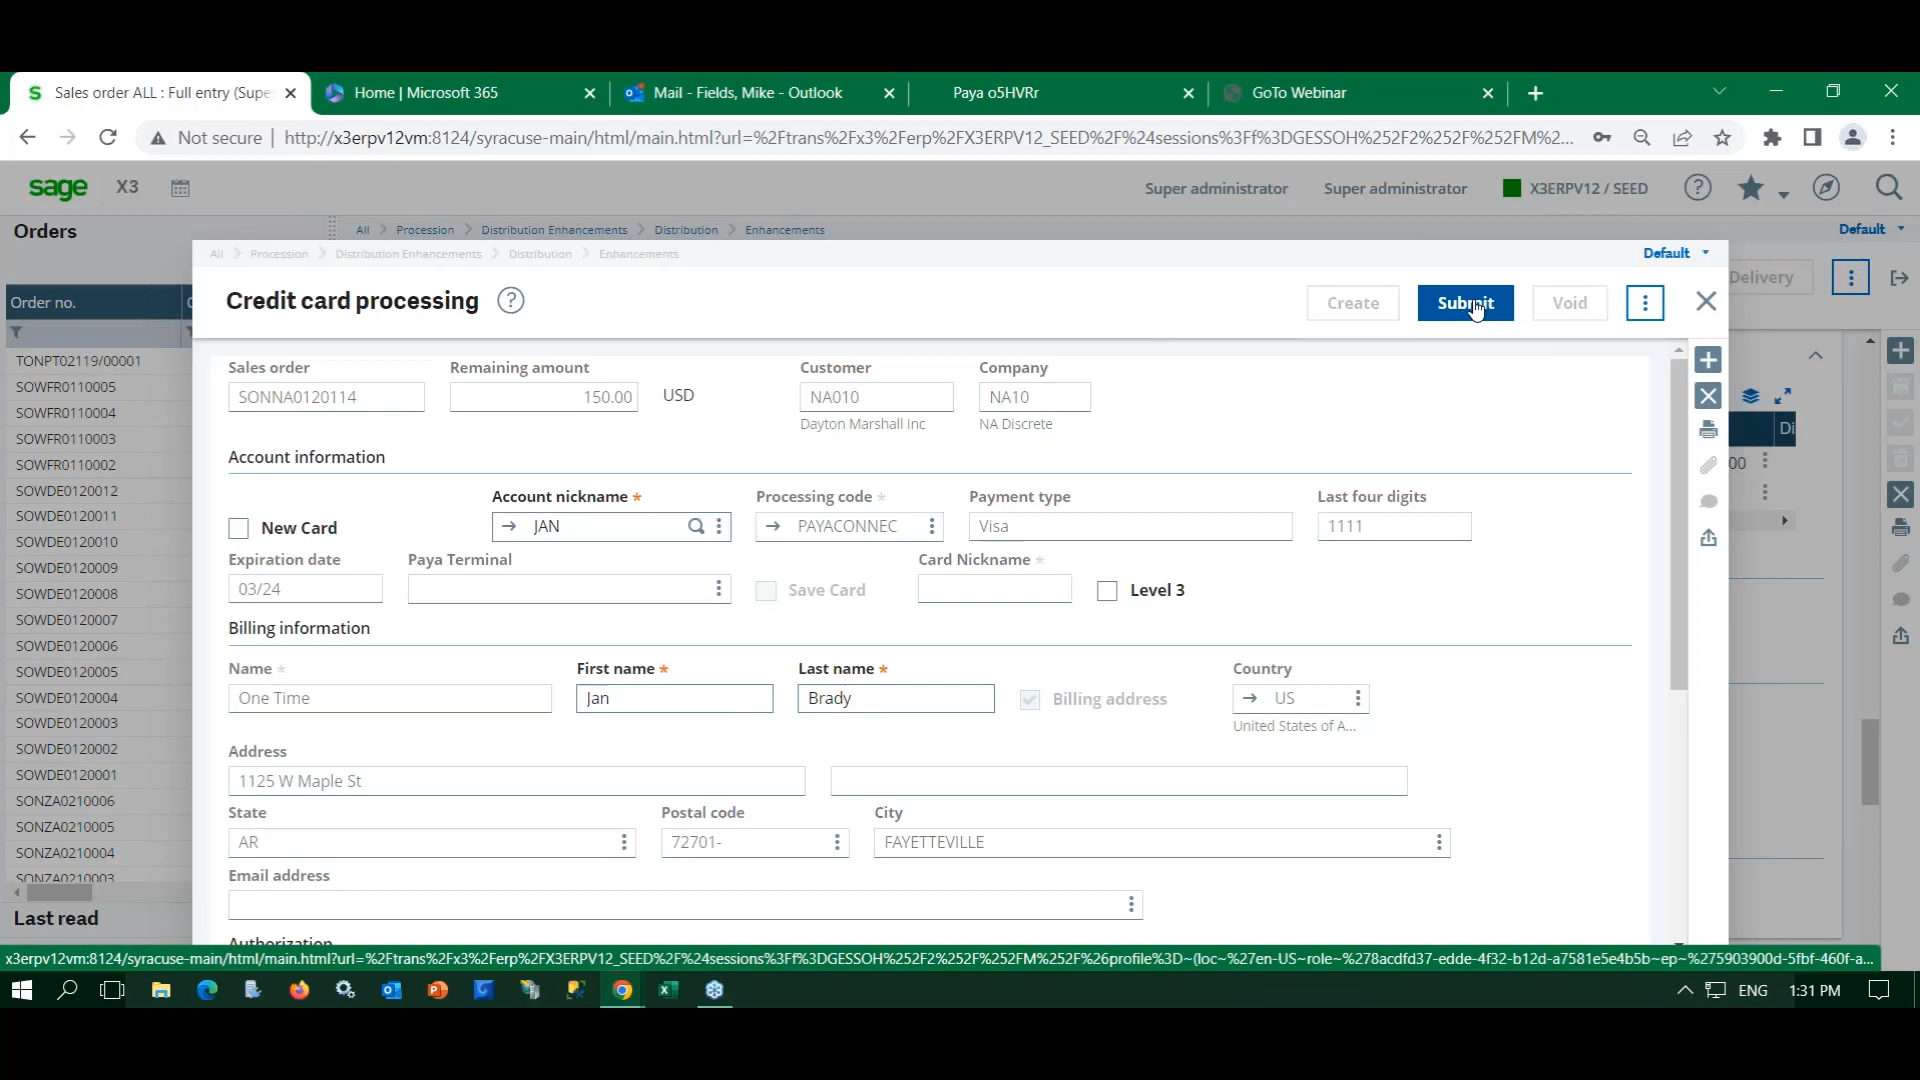 Sales order ALL : Full entry (Supe
Home | Microsoft 365
Mail - Fields, Mike - Outlook
Paya o5HVRr
GoTo Webinar
Not secure
http://x3erpv12vm:8124/syracuse-main/html/main.html?url=%2Ftrans%2Fx3%2Ferp%2FX3ERPV12_SEED%2F%24sessions%3Ff%3DGESSOH%252F2%252F%252FM%2...
sage X3
Super administrator
Super administrator
X3ERPV12 / SEED
Orders
All Procession Distribution Enhancements Distribution Enhancements
Default
All Procession Distribution Enhancements Distribution Enhancements
Default
Delivery
Credit card processing
Create
Submit
Void
Order no.
TONPT02119/00001
SOWFR0110005
SOWFR0110004
SOWFR0110003
SOWFR0110002
SOWDE0120012
SOWDE0120011
SOWDE0120010
SOWDE0120009
SOWDE0120008
SOWDE0120007
SOWDE0120006
SOWDE0120005
SOWDE0120004
SOWDE0120003
SOWDE0120002
SOWDE0120001
SONZA0210006
SONZA0210005
SONZA0210004
SONZA0210003
Last read
Sales order Remaining amount Customer Company
SONNA0120114 150.00 USD NA010 NA10
Dayton Marshall Inc NA Discrete
Di
00
Account information
Account nickname * Processing code * Payment type Last four digits
New Card JAN PAYACONNEC Visa 1111
Expiration date Paya Terminal Card Nickname *
03/24 Save Card Level 3
Billing information
Name * First name * Last name * Country
One Time Jan Brady Billing address US
United States of A...
Address
1125 W Maple St
State Postal code City
AR 72701- FAYETTEVILLE
Email address
Authorization
x3erpv12vm:8124/syracuse-main/html/main.html?url=%2Ftrans%2Fx3%2Ferp%2FX3ERPV12_SEED%2F%24sessions%3Ff%3DGESSOH%252F2%252F%252FM%252F%26profile%3D~(loc~%27en-US~role~%278acdfd37-edde-4f32-b12d-a7581e5e4b5b~ep~%275903900d-5fbf-460f-a...
ENG
1:31 PM